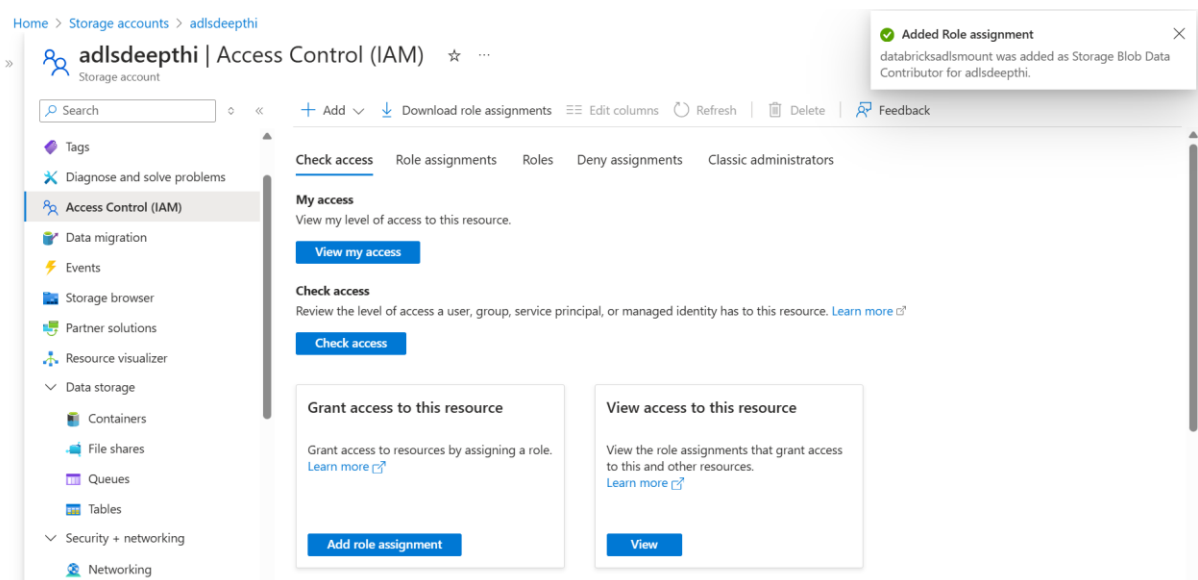 Home > Storage accounts > adlsdeepthi
adlsdeepthi | Access Control (IAM)
Storage account
Added Role assignment
databricksadlsmount was added as Storage Blob Data
Contributor for adlsdeepthi.
Search
Add
Download role assignments
Edit columns
Refresh
Delete
Feedback
Tags
Diagnose and solve problems
Access Control (IAM)
Data migration
Events
Storage browser
Partner solutions
Resource visualizer
Data storage
Containers
File shares
Queues
Tables
Security + networking
Networking
Check access
Role assignments
Roles
Deny assignments
Classic administrators
My access
View my level of access to this resource.
View my access
Check access
Review the level of access a user, group, service principal, or managed identity has to this resource. Learn more
Check access
Grant access to this resource
Grant access to resources by assigning a role.
Learn more
Add role assignment
View access to this resource
View the role assignments that grant access
to this and other resources.
Learn more
View